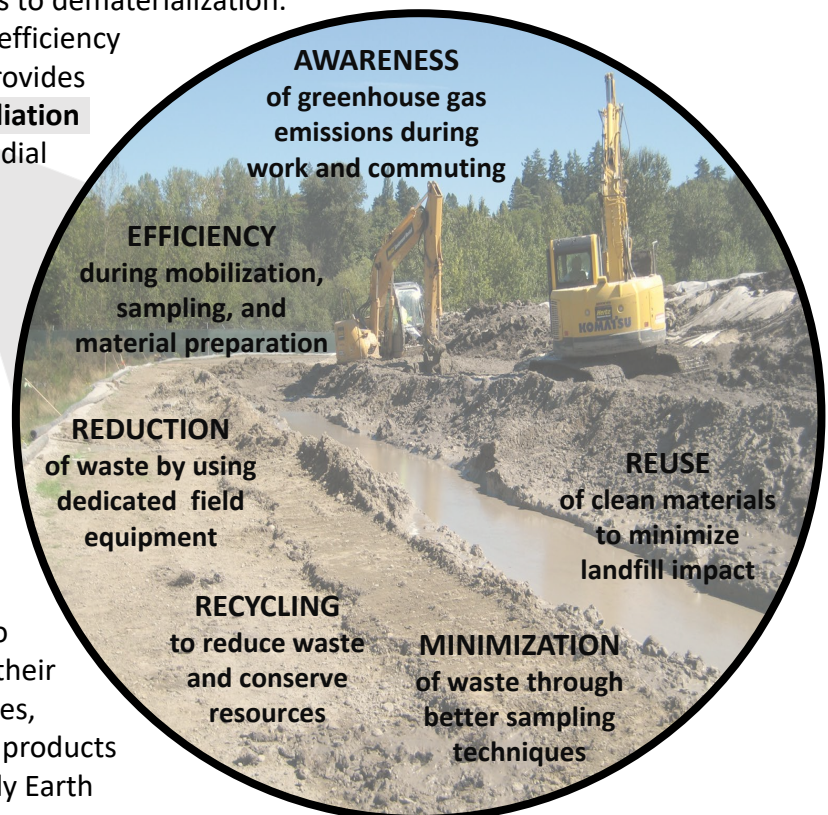 s to dematerialization.
efficiency
rovides
liation
dial
AWARENESS
of greenhouse gas
emissions during
work and commuting
EFFICIENCY
during mobilization,
sampling, and
material preparation
KOMATSU
REDUCTION
of waste by using
dedicated field
equipment
REUSE
of clean materials
to minimize
landfill impact
RECYCLING
to reduce waste
and conserve
resources
MINIMIZATION
of waste through
better sampling
techniques
o
their
es,
products
ly Earth